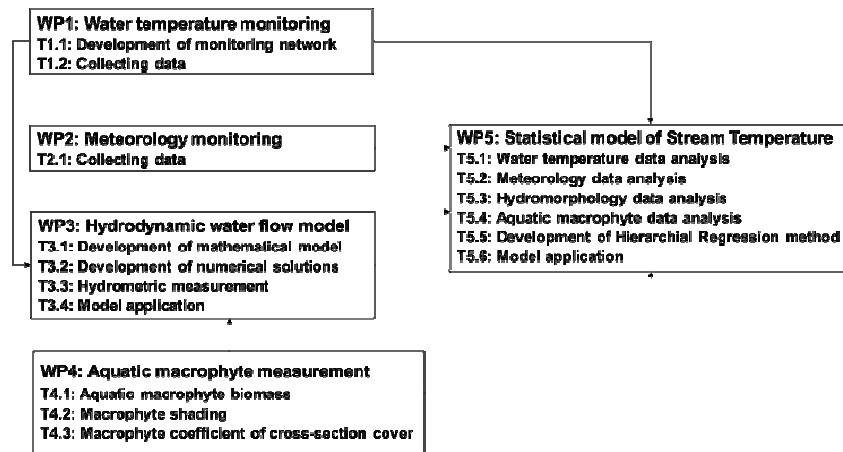 WP1: Water temperature monitoring
T1.1: Development of monitoring network
T1.2: Collecting data
WP2: Meteorology monitoring
T2.1: Collecting data
WP3: Hydrodynamic water flow model
T3.1: Development of mathematical model
T3.2: Development of numerical solutions
T3.3: Hydrometric measurement
T3.4: Model application
WP4: Aquatic macrophyte measurement
T4.1: Aquatic macrophyte biomass
T4.2: Macrophyte shading
T4.3: Macrophyte coefficient of cross-section cover
WP5: Statistical model of Stream Temperature
T5.1: Water temperature data analysis
T5.2: Meteorology data analysis
T5.3: Hydromorphology data analysis
T5.4: Aquatic macrophyte data analysis
T5.5: Development of Hierarchial Regression method
T5.6: Model application